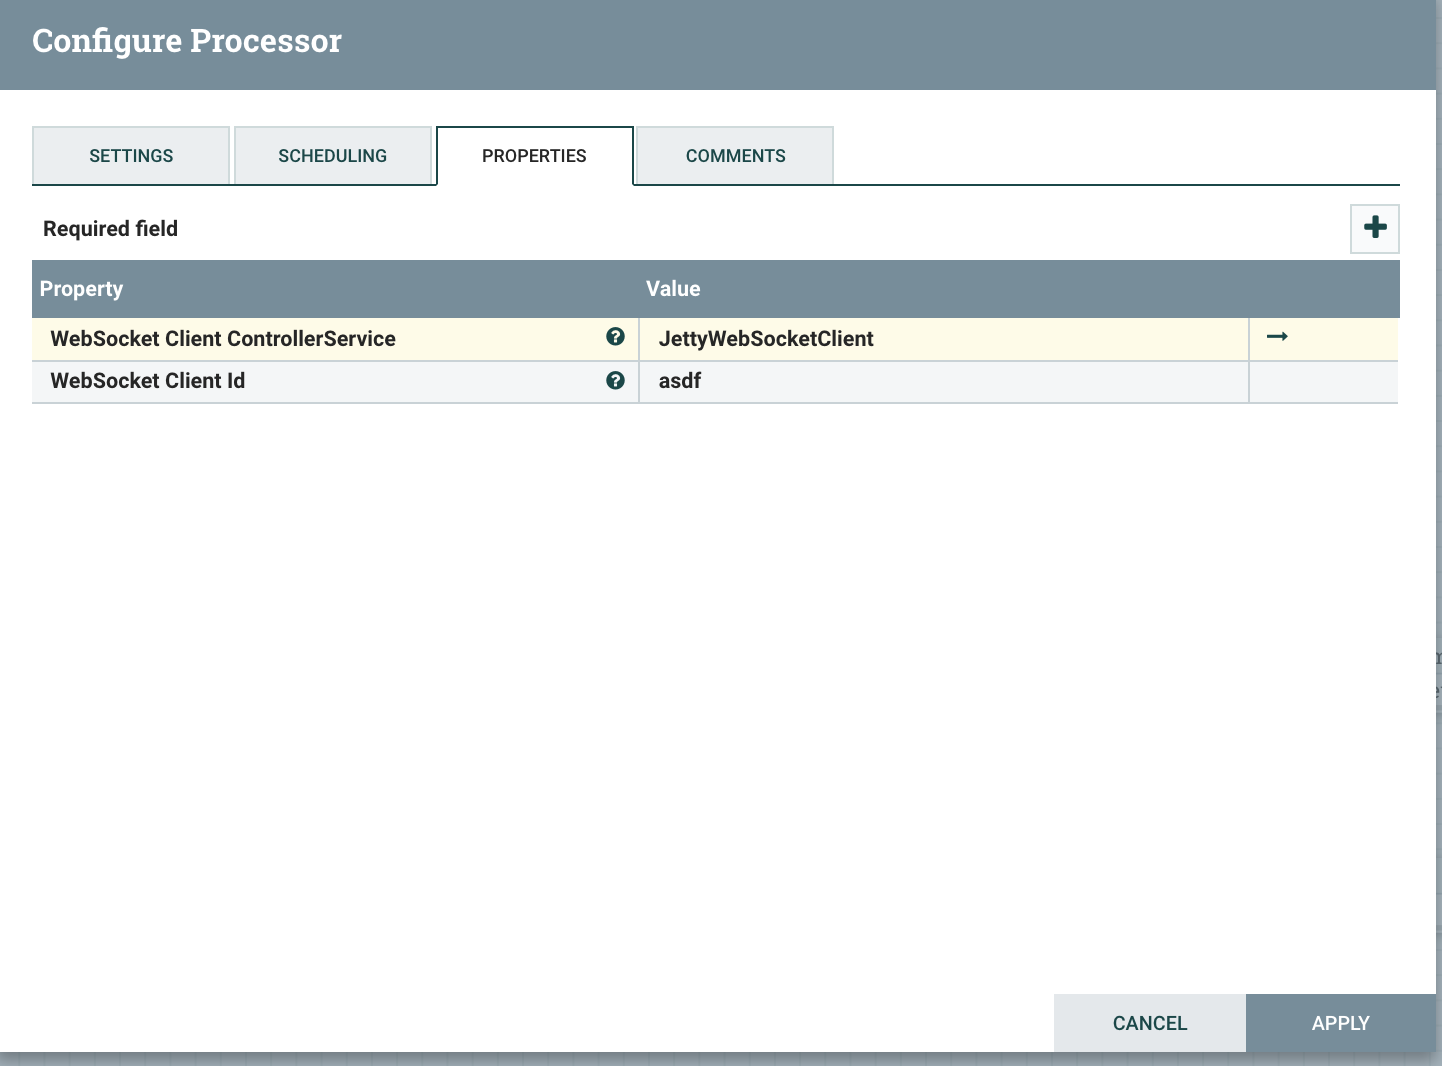 Configure Processor
SETTINGS SCHEDULING PROPERTIES COMMENTS
Required field
Property Value
WebSocket Client ControllerService JettyWebSocketClient
WebSocket Client Id asdf
CANCEL APPLY